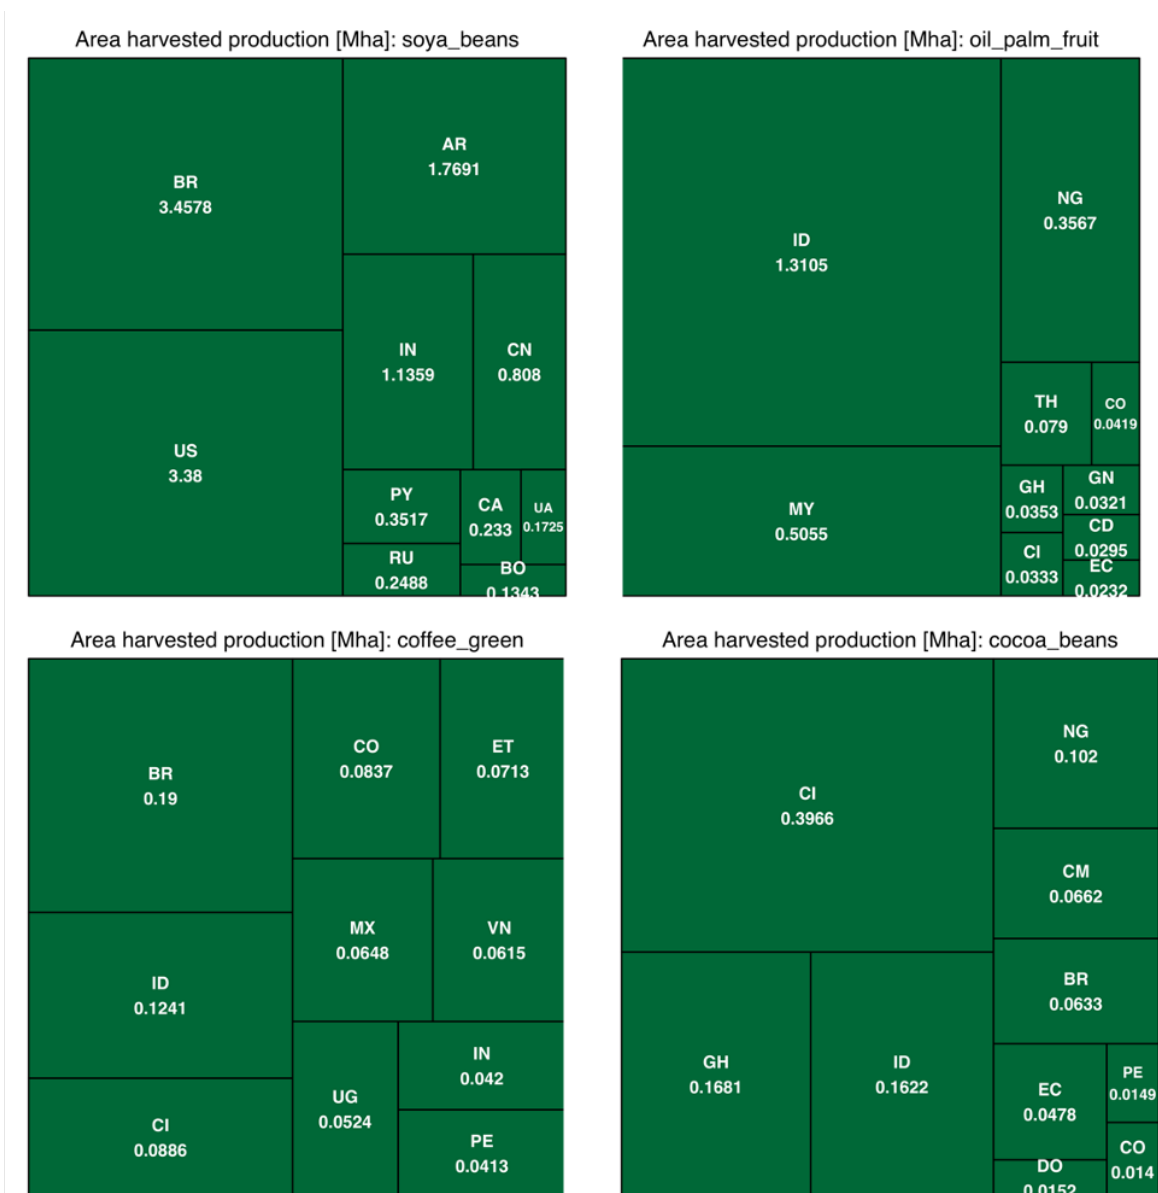 Area harvested production [Mha]: soya_beans
BR
3.4578
AR
1.7691
US
3.38
IN
1.1359
CN
0.808
PY
0.3517
CA
0.233
UA
0.1725
RU
0.2488
BO
0.1343
Area harvested production [Mha]: oil_palm_fruit
ID
1.3105
NG
0.3567
MY
0.5055
TH
0.079
CO
0.0419
GH
0.0353
GN
0.0321
CI
0.0333
CD
0.0295
EC
0.0232
Area harvested production [Mha]: coffee_green
BR
0.19
CO
0.0837
ET
0.0713
ID
0.1241
MX
0.0648
VN
0.0615
CI
0.0886
UG
0.0524
IN
0.042
PE
0.0413
Area harvested production [Mha]: cocoa_beans
CI
0.3966
NG
0.102
CM
0.0662
BR
0.0633
GH
0.1681
ID
0.1622
EC
0.0478
PE
0.0149
DO
0.0152
CO
0.014